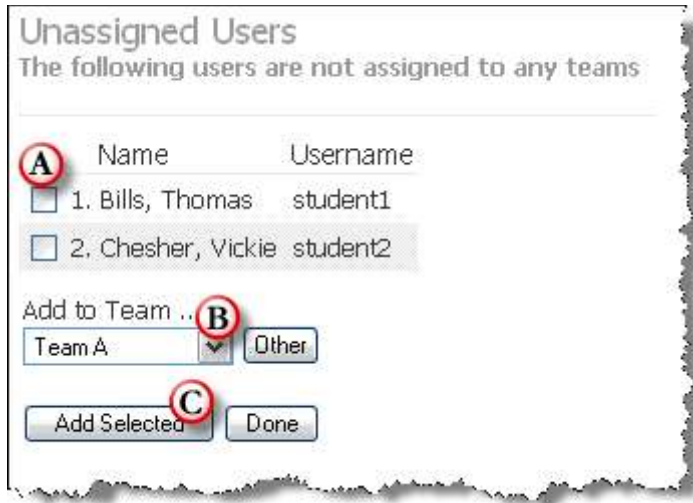 Unassigned Users
The following users are not assigned to any teams
A Name Username
1. Bills, Thomas student1
2. Chesher, Vickie student2
Add to Team .. B
Team A Other
C
Add Selected Done